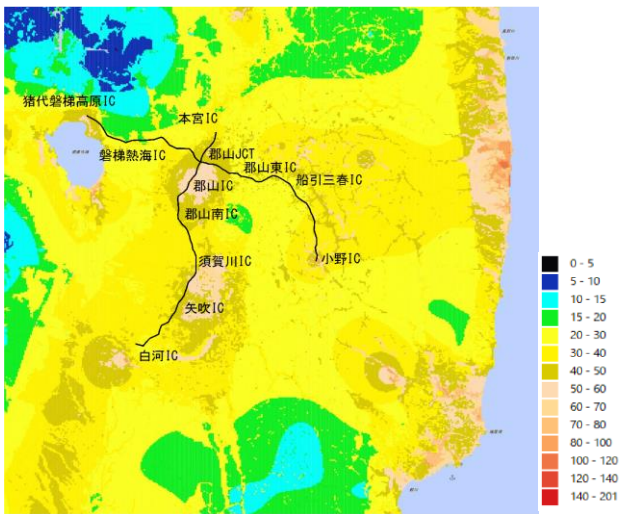 猪代磐梯高原IC
本宮IC
磐梯熱海IC
郡山JCT
郡山東IC
郡山IC
船引三春IC
郡山南IC
須賀川IC
小野IC
矢吹IC
白河IC
0 - 5
5 - 10
10 - 15
15 - 20
20 - 30
30 - 40
40 - 50
50 - 60
60 - 70
70 - 80
80 - 100
100 - 120
120 - 140
140 - 201